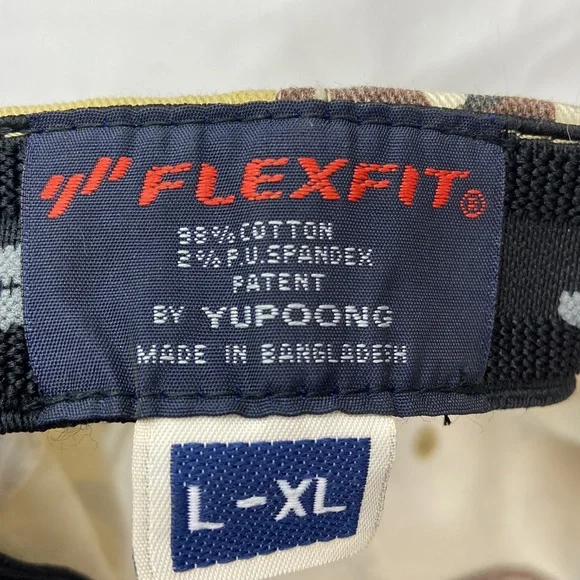 FLEXFIT®
98% COTTON
2% P.U.SPANDEX
PATENT
BY YUPOONG
MADE IN BANGLADESH
L-XL